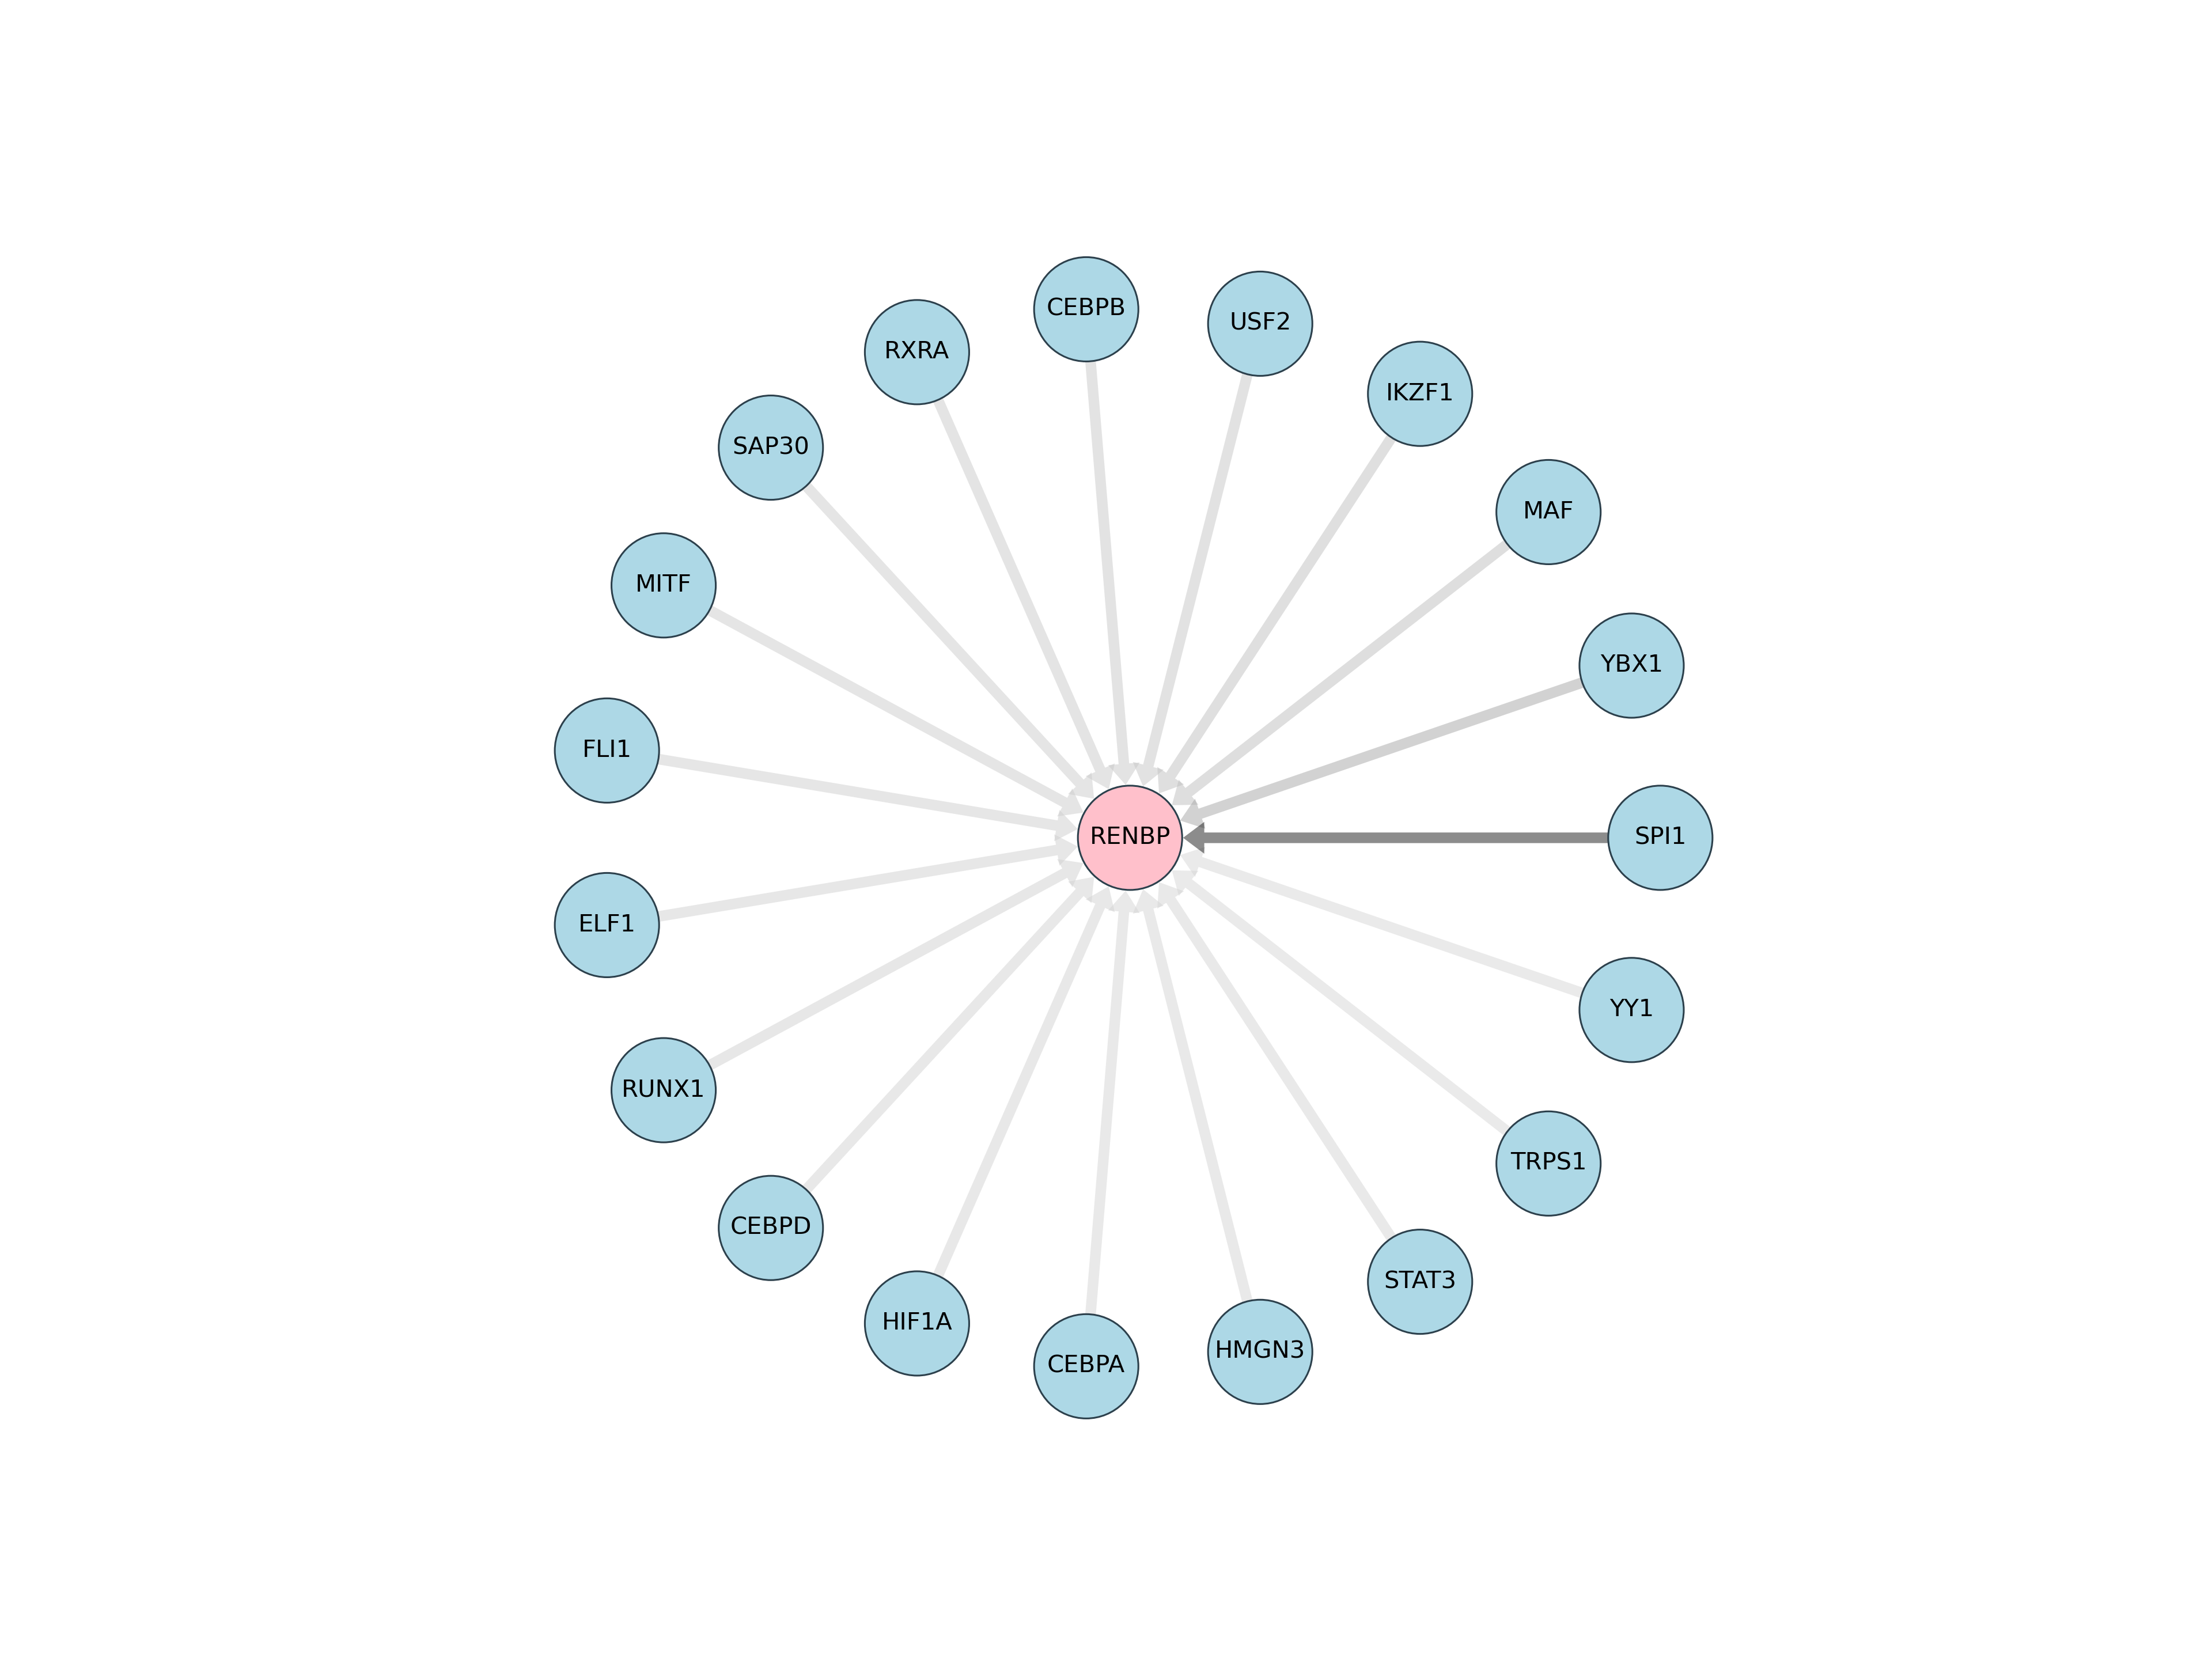 CEBPB
USF2
RXRA
IKZF1
SAP30
MAF
MITF
YBX1
FLI1
RENBP
SPI1
ELF1
YY1
RUNX1
TRPS1
CEBPD
STAT3
HIF1A
HMGN3
CEBPA